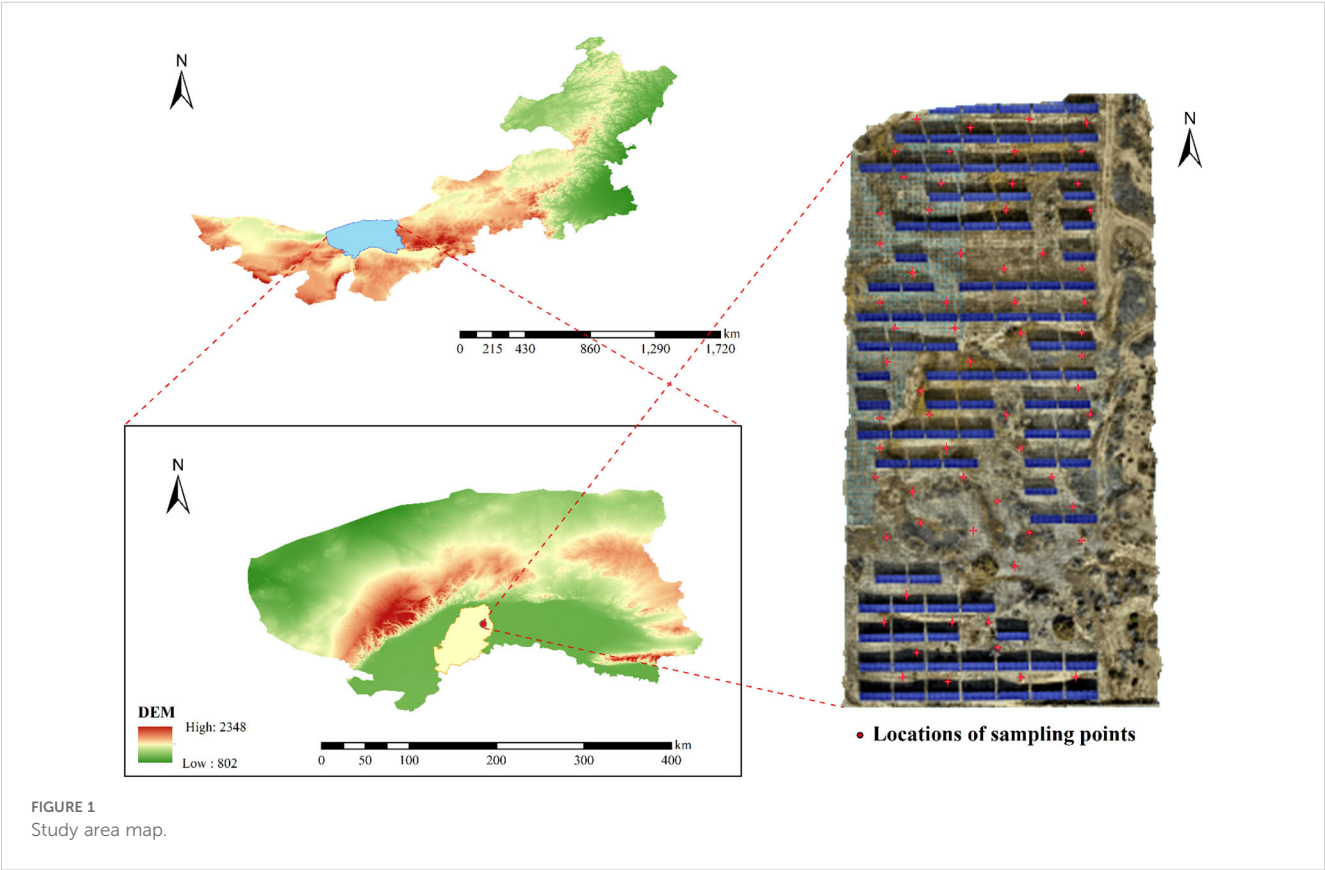 N
N
km
0 215 430 860 1,290 1,720
N
DEM
High: 2348
Low : 802
km
0 50 100 200 300 400
Locations of sampling points
FIGURE 1
Study area map.